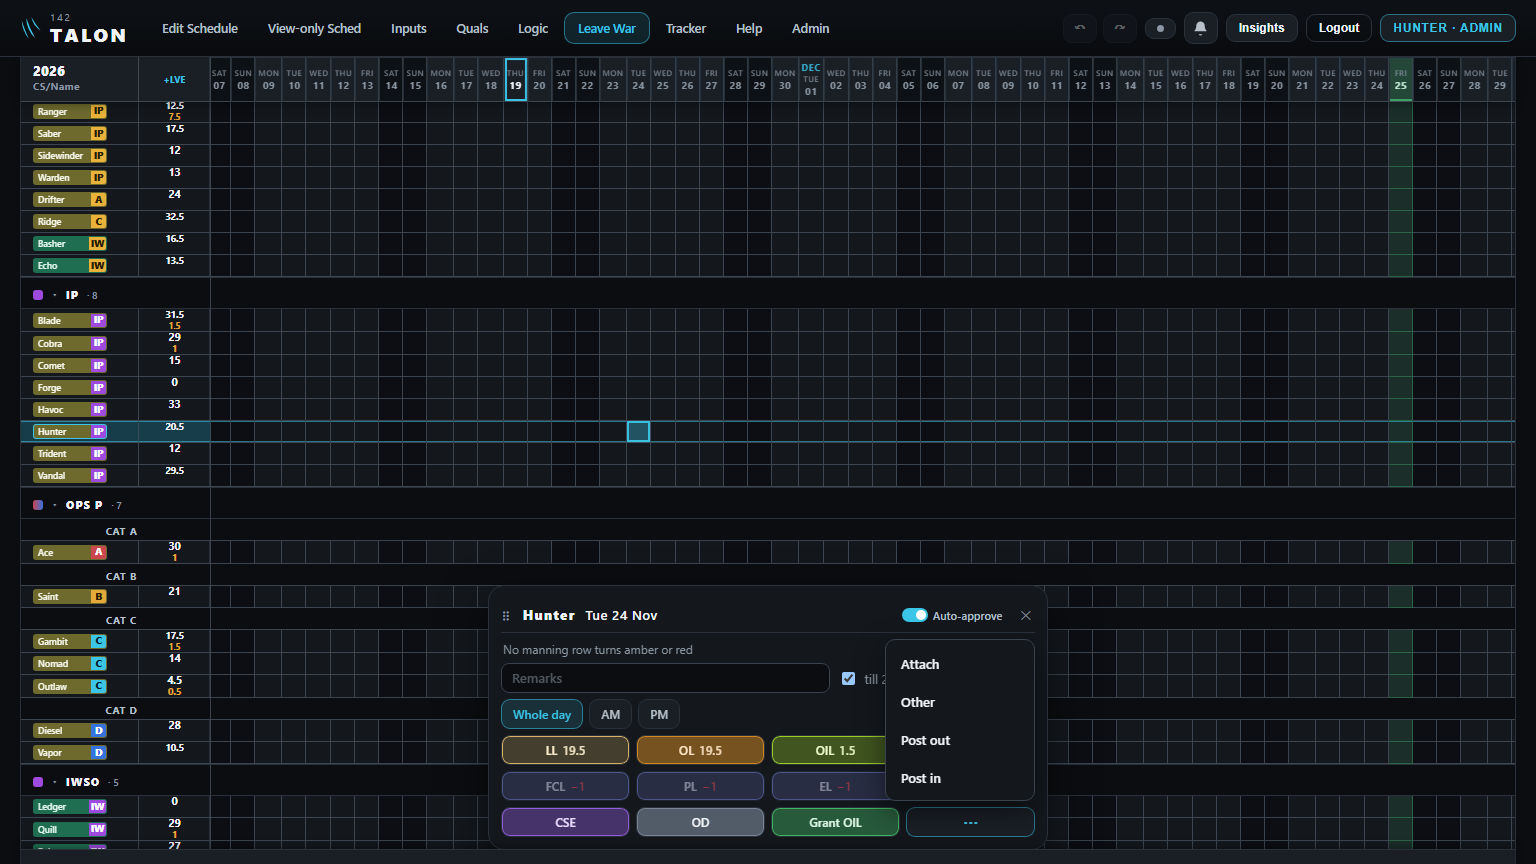 142
TALON
Edit Schedule
View-only Sched
Inputs
Quals
Logic
Leave War
Tracker
Help
Admin
Insights
Logout
HUNTER · ADMIN
2026
CS/Name
+LVE
SAT 07 SUN 08 MON 09 TUE 10 WED 11 THU 12 FRI 13 SAT 14 SUN 15 MON 16 TUE 17 WED 18 THU 19 FRI 20 SAT 21 SUN 22 MON 23 TUE 24 WED 25 THU 26 FRI 27 SAT 28 SUN 29 MON 30 DEC TUE 01 WED 02 THU 03 FRI 04 SAT 05 SUN 06 MON 07 TUE 08 WED 09 THU 10 FRI 11 SAT 12 SUN 13 MON 14 TUE 15 WED 16 THU 17 FRI 18 SAT 19 SUN 20 MON 21 TUE 22 WED 23 THU 24 FRI 25 SAT 26 SUN 27 MON 28 TUE 29
Ranger IP 12.5 7.5
Saber IP 17.5
Sidewinder IP 12
Warden IP 13
Drifter A 24
Ridge C 32.5
Basher IW 16.5
Echo IW 13.5
· IP · 8
Blade IP 31.5 1.5
Cobra IP 29 1
Comet IP 15
Forge IP 0
Havoc IP 33
Hunter IP 20.5
Trident IP 12
Vandal IP 29.5
· OPS P · 7
CAT A
Ace A 30 1
CAT B
Saint B 21
CAT C
Gambit C 17.5 1.5
Nomad C 14
Outlaw C 4.5 0.5
CAT D
Diesel D 28
Vapor D 10.5
· IWSO · 5
Ledger IW 0
Quill IW 29 1
27
Hunter Tue 24 Nov
Auto-approve
No manning row turns amber or red
Remarks
till
Whole day
AM
PM
LL 19.5
OL 19.5
OIL 1.5
FCL −1
PL −1
EL −1
CSE
OD
Grant OIL
---
Attach
Other
Post out
Post in